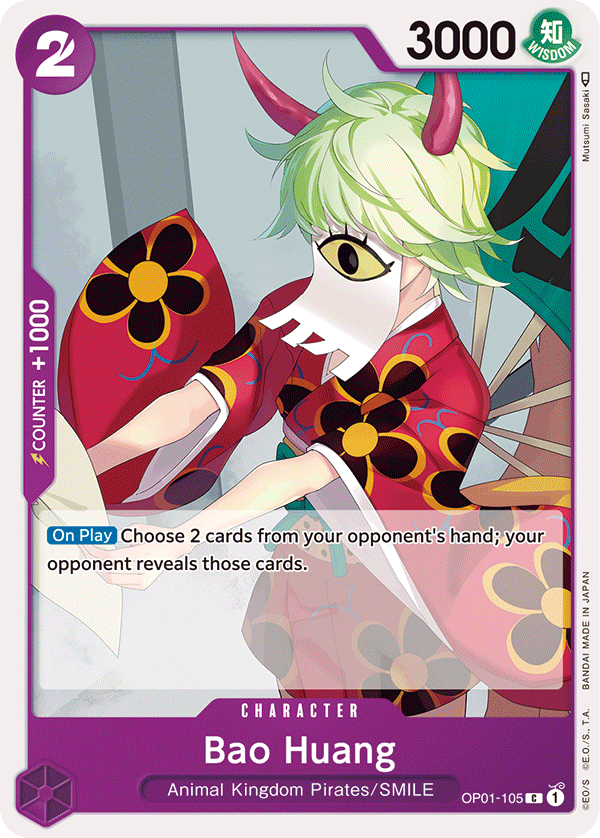 2
3000
知
WISDOM
Mutsumi Sasaki
COUNTER +1000
On Play Choose 2 cards from your opponent's hand; your
opponent reveals those cards.
CHARACTER
Bao Huang
Animal Kingdom Pirates/SMILE
OP01-105 C 1
©EO/S ©E.O./S., T.A. BANDAI MADE IN JAPAN